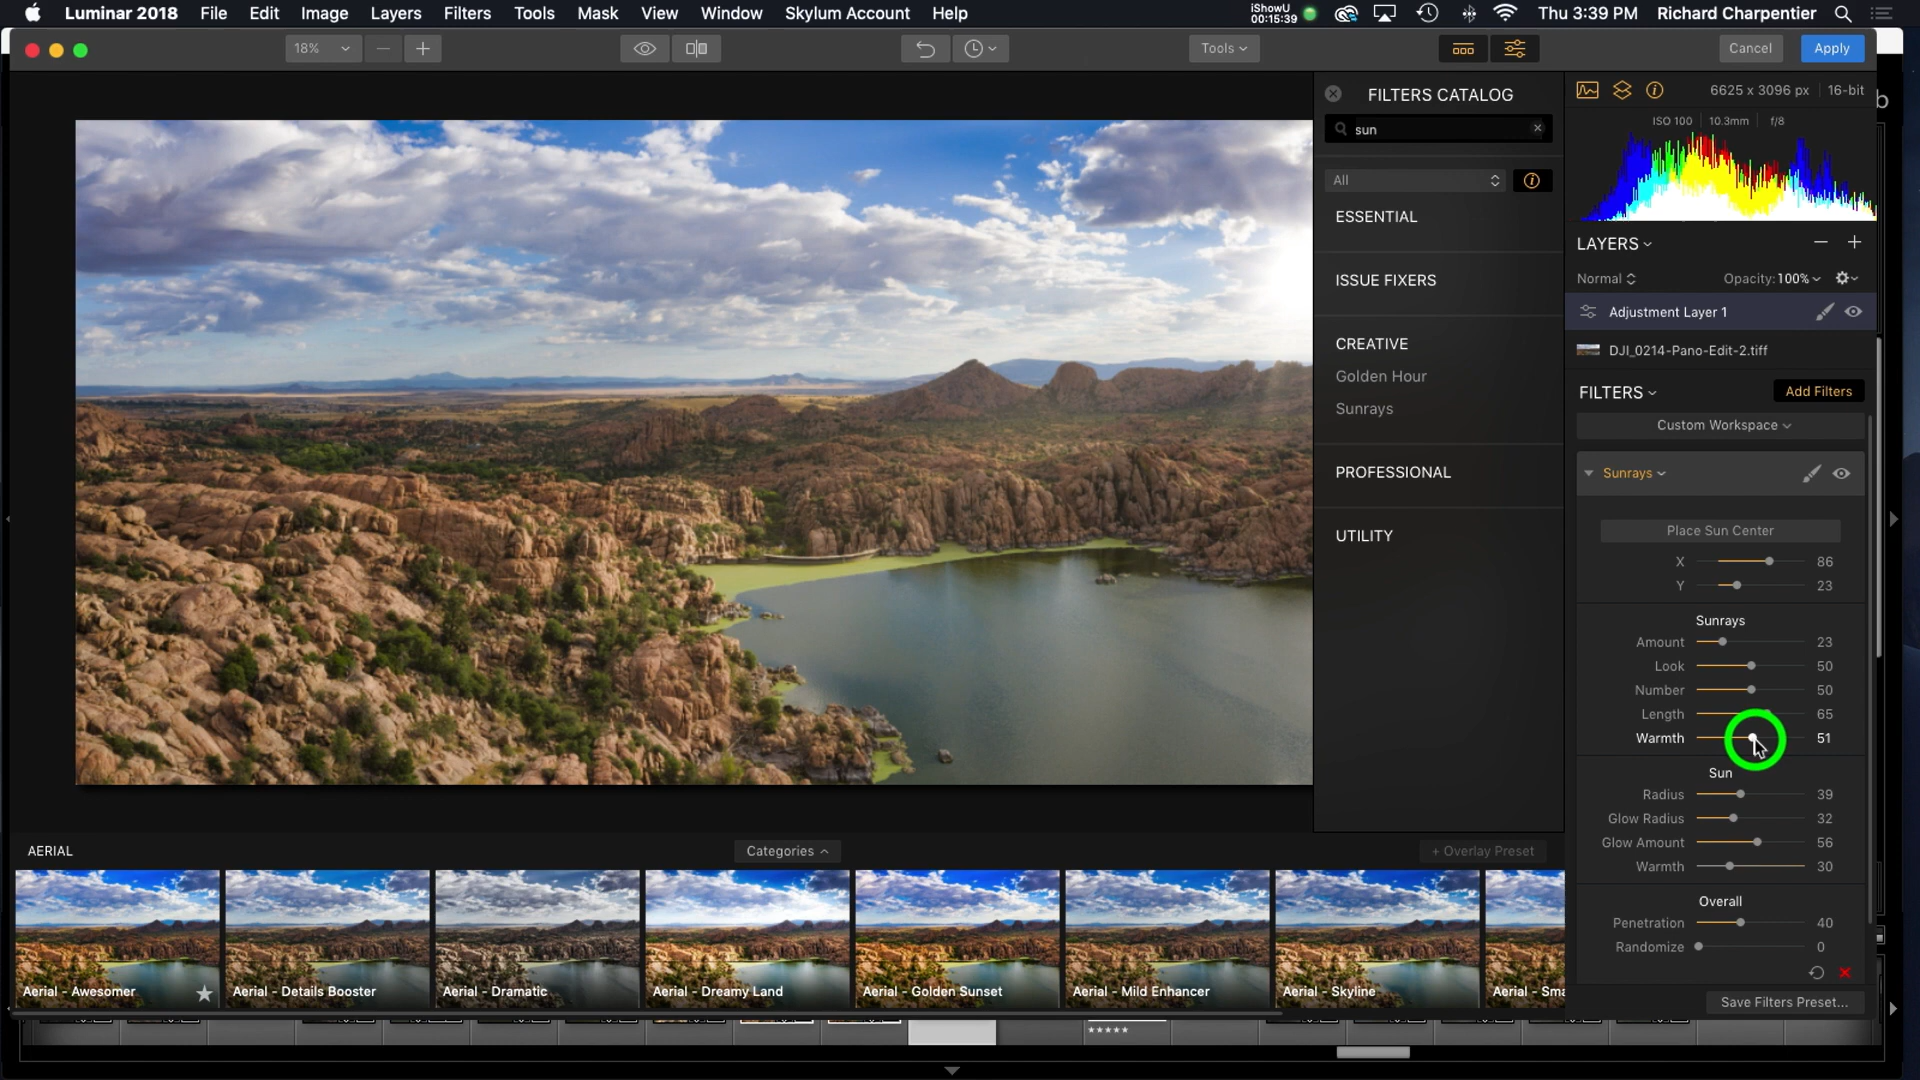 Luminar 2018 File Edit Image Layers Filters Tools Mask View Window Skylum Account Help iShowU 00:15:39 Thu 3:39 PM Richard Charpentier
18% Tools Cancel Apply
FILTERS CATALOG
sun
All
ESSENTIAL
ISSUE FIXERS
CREATIVE
Golden Hour
Sunrays
PROFESSIONAL
UTILITY
6625 x 3096 px 16-bit
ISO 100 10.3mm f/8
LAYERS
Normal Opacity: 100%
Adjustment Layer 1
DJI_0214-Pano-Edit-2.tiff
FILTERS Add Filters
Custom Workspace
Sunrays
Place Sun Center
X 86
Y 23
Sunrays
Amount 23
Look 50
Number 50
Length 65
Warmth 51
Sun
Radius 39
Glow Radius 32
Glow Amount 56
Warmth 30
Overall
Penetration 40
Randomize 0
Save Filters Preset...
AERIAL Categories + Overlay Preset
Aerial - Awesomer
Aerial - Details Booster
Aerial - Dramatic
Aerial - Dreamy Land
Aerial - Golden Sunset
Aerial - Mild Enhancer
Aerial - Skyline
Aerial - Sma